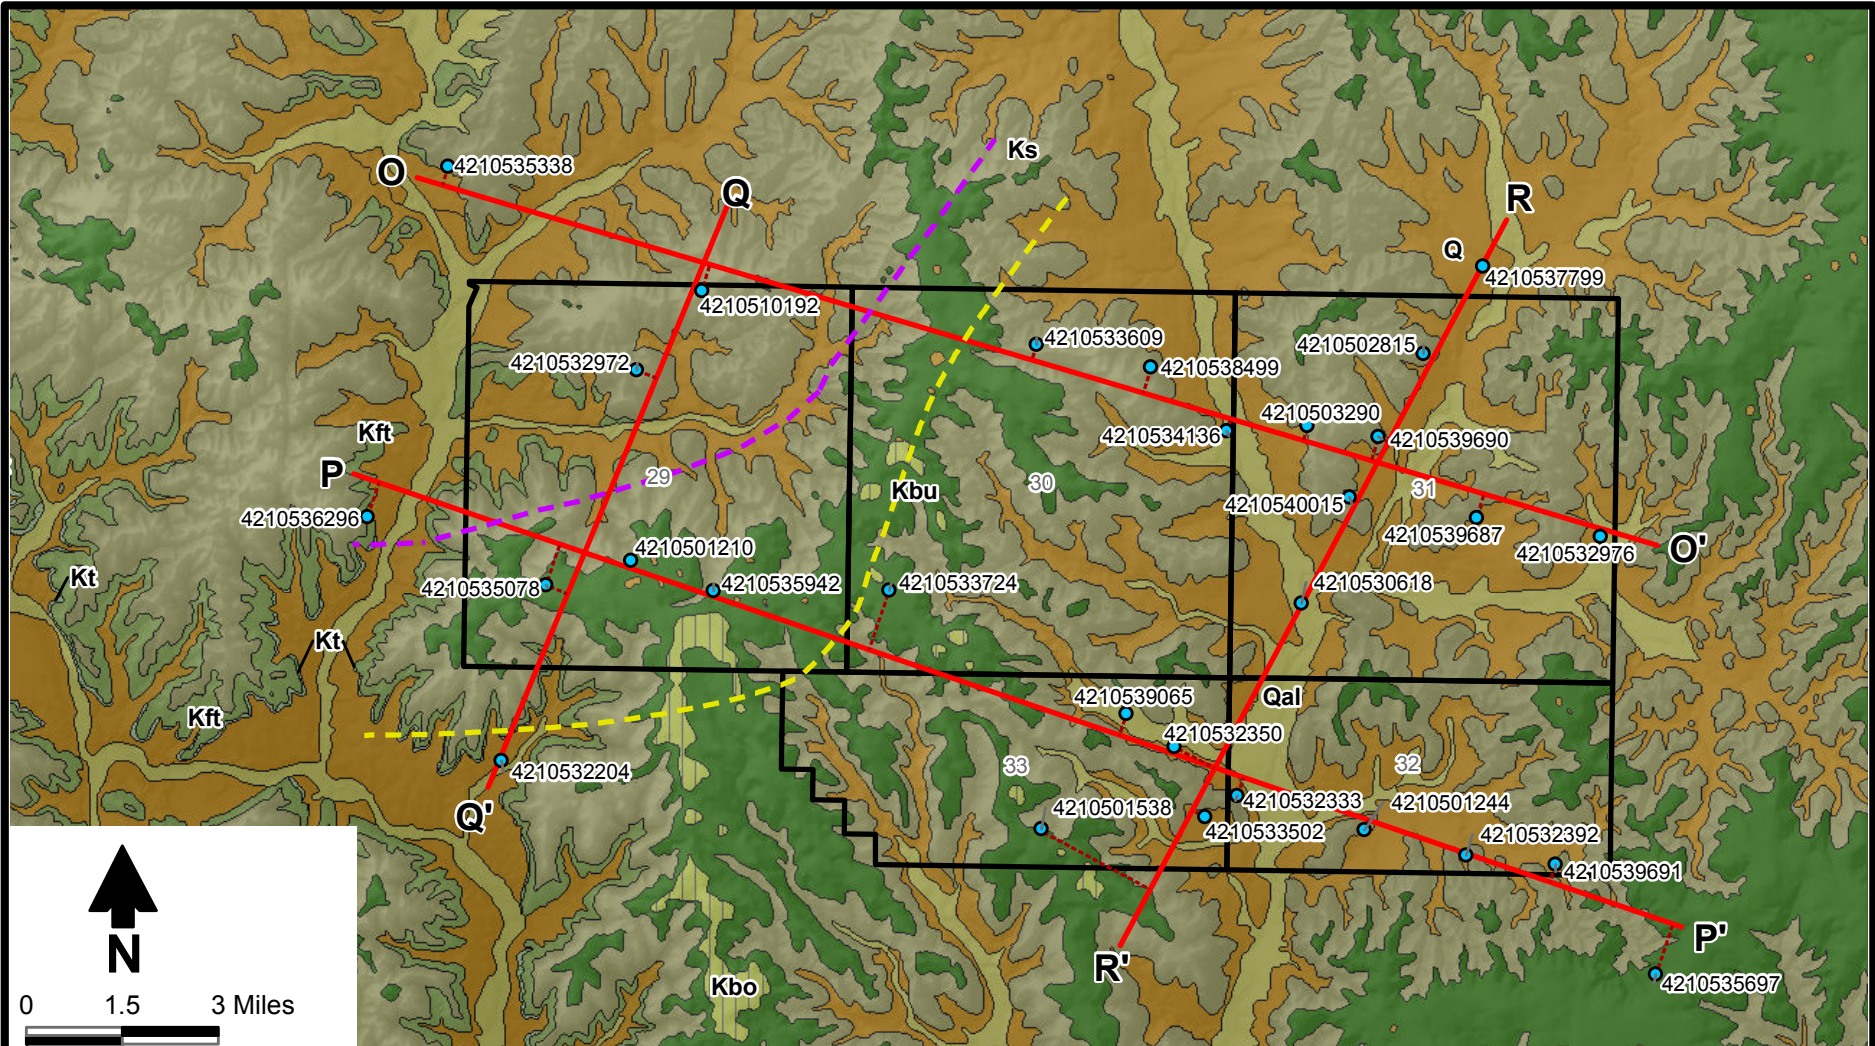 Ks
O
4210535338
Q
R
Q
4210537799
4210510192
4210533609
4210502815
4210532972
4210538499
4210503290
4210534136
4210539690
Kft
P
29
30
Kbu
31
4210540015
4210536296
4210539687
O'
4210532976
4210501210
Kt
4210535078
4210535942
4210533724
4210530618
Kt
Kft
4210539065
Qal
4210532350
33
32
4210532204
Q'
4210501538
4210532333
4210501244
4210533502
4210532392
4210539691
P'
R'
4210535697
Kbo
N
0 1.5 3 Miles